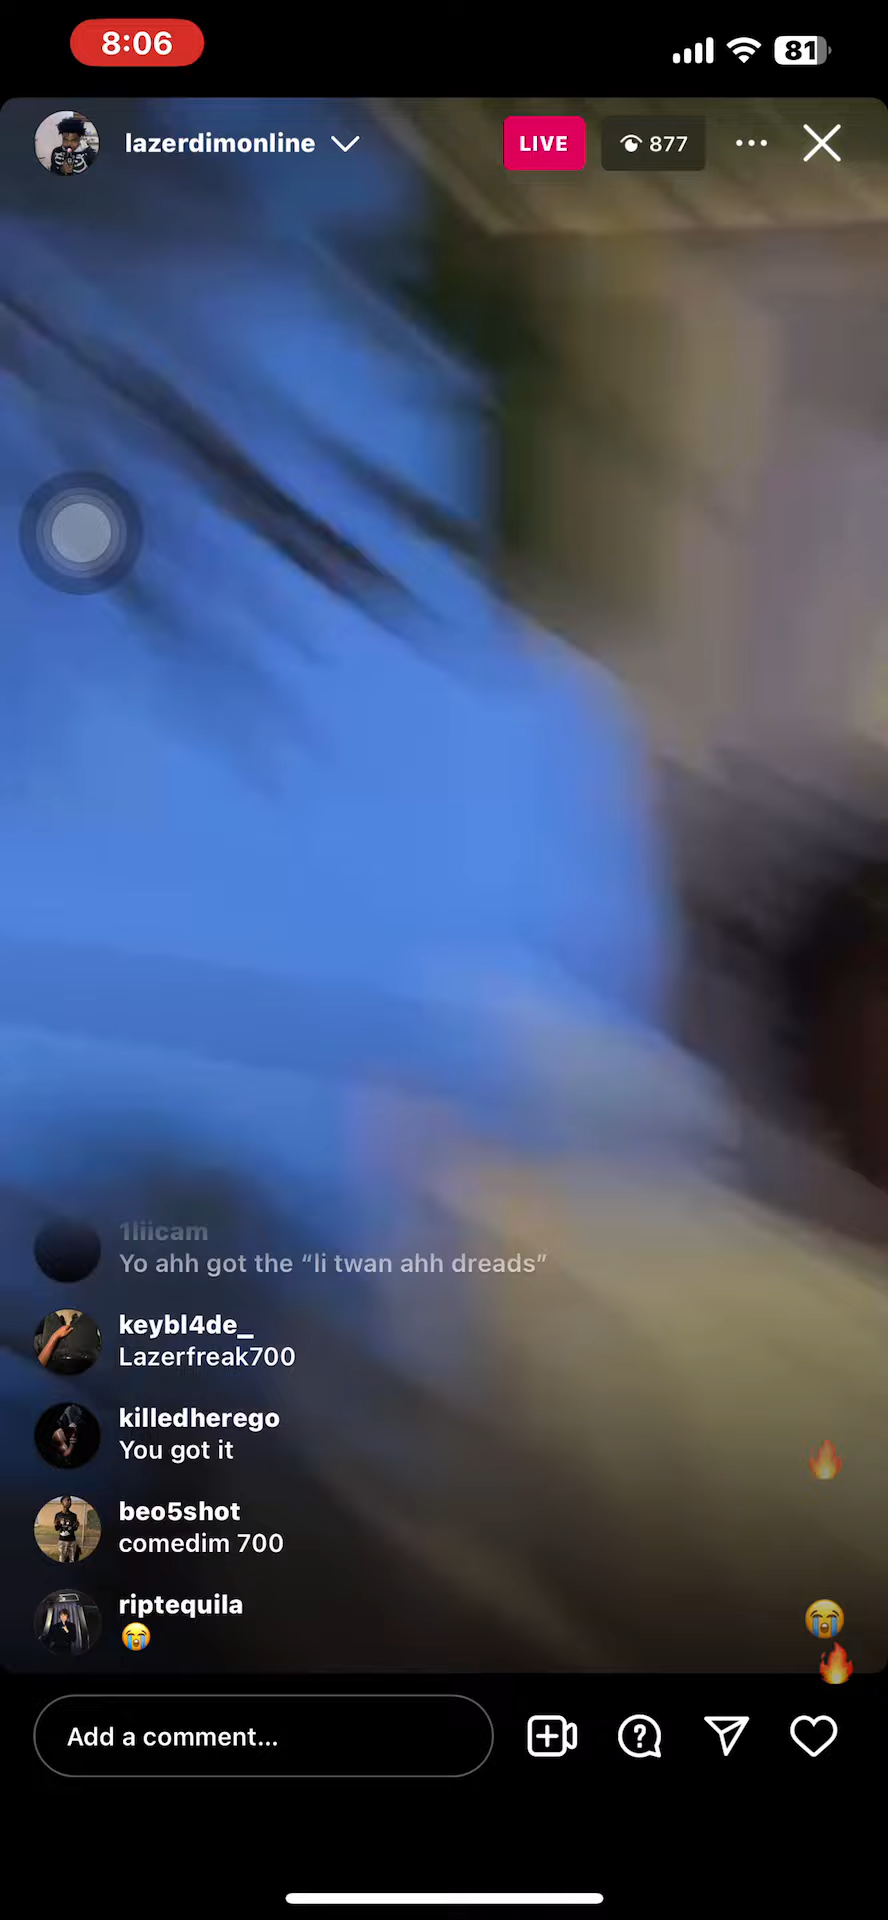 8:06
81
lazerdimonline
LIVE
877
1liicam
Yo ahh got the “li twan ahh dreads”
keybl4de_
Lazerfreak700
killedherego
You got it
beo5shot
comedim 700
riptequila
😭
Add a comment...